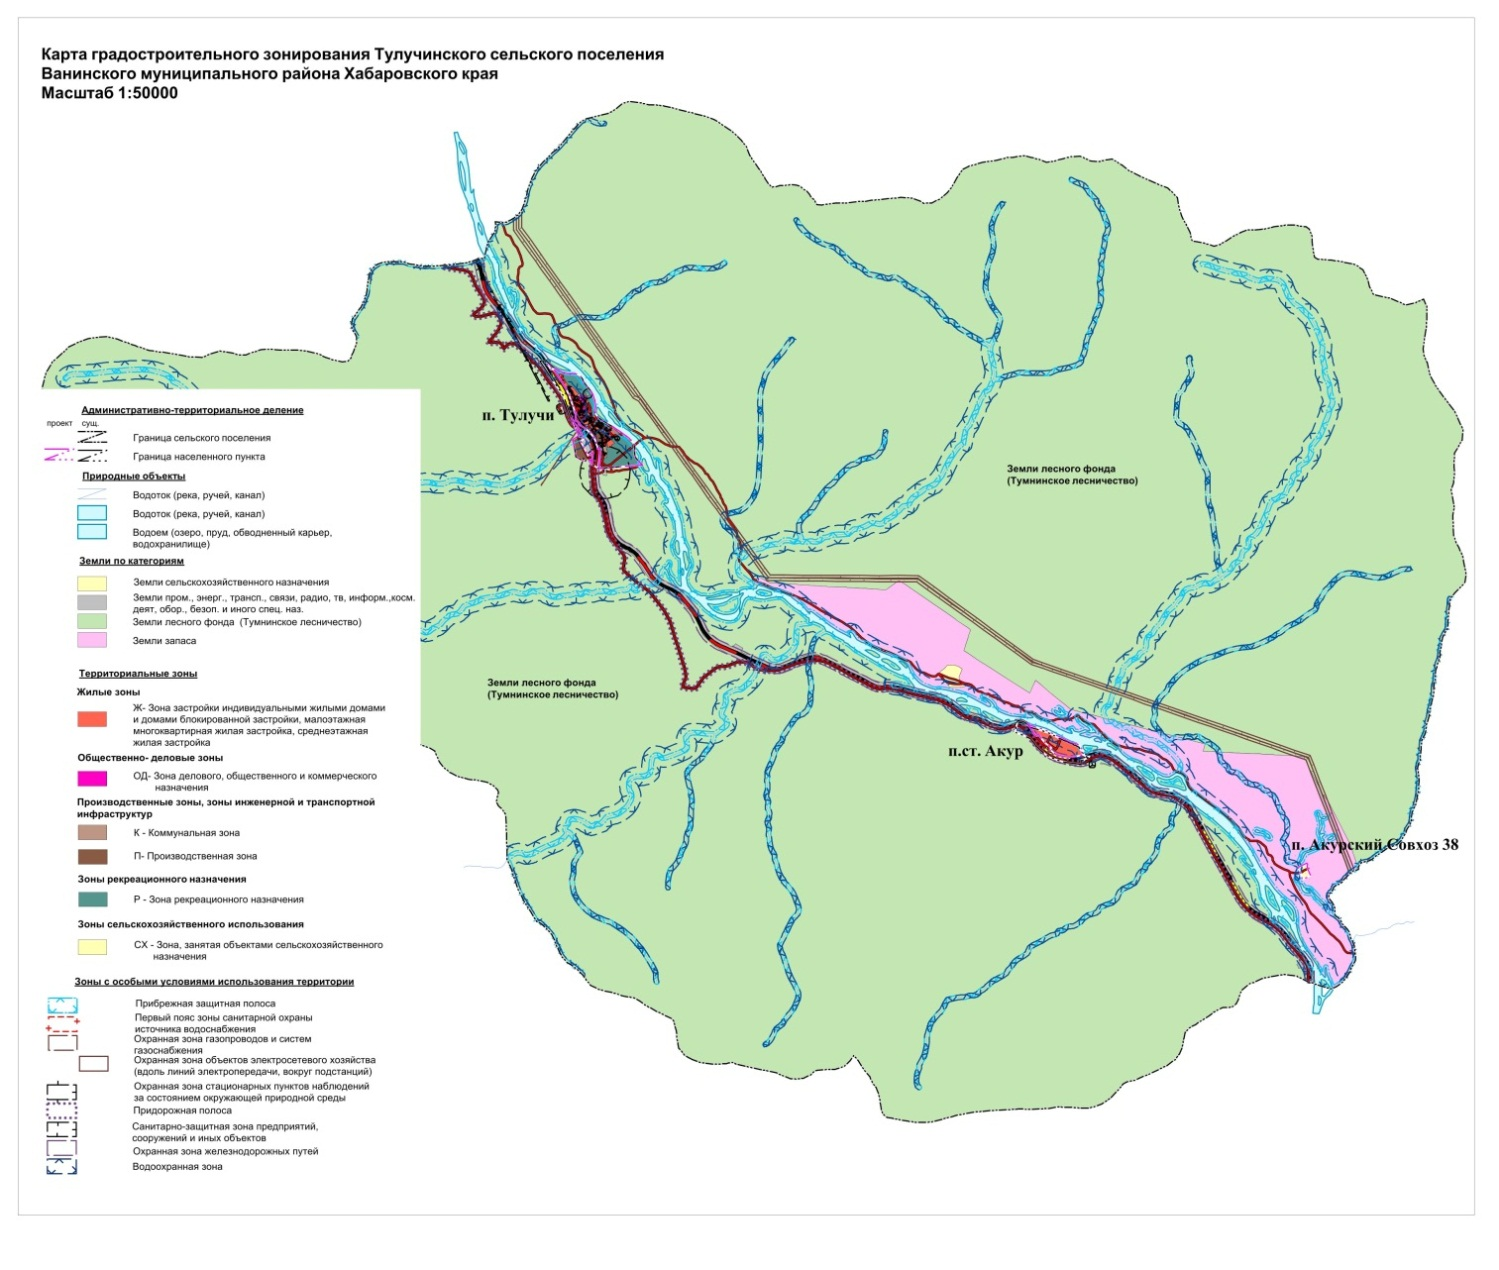 Карта градостроительного зонирования Тулучинского сельского поселения
Ванинского муниципального района Хабаровского края
Масштаб 1:50000
п. Тулучи
Земли лесного фонда
(Тумнинское лесничество)
Земли лесного фонда
(Тумнинское лесничество)
п.ст. Акур
п. Акурский Совхоз 38
Административно-территориальное деление
проект сущ.
Граница сельского поселения
Граница населенного пункта
Природные объекты
Водоток (река, ручей, канал)
Водоток (река, ручей, канал)
Водоем (озеро, пруд, обводненный карьер,
водохранилище)
Земли по категориям
Земли сельскохозяйственного назначения
Земли пром., энерг., трансп., связи, радио, тв, информ.,косм.
деят, обор., безоп. и иного спец. наз.
Земли лесного фонда (Тумнинское лесничество)
Земли запаса
Территориальные зоны
Жилые зоны
Ж- Зона застройки индивидуальными жилыми домами
и домами блокированной застройки, малоэтажная
многоквартирная жилая застройка, среднеэтажная
жилая застройка
Общественно- деловые зоны
ОД- Зона делового, общественного и коммерческого
назначения
Производственные зоны, зоны инженерной и транспортной
инфраструктур
К - Коммунальная зона
П- Производственная зона
Зоны рекреационного назначения
Р - Зона рекреационного назначения
Зоны сельскохозяйственного использования
СХ - Зона, занятая объектами сельскохозяйственного
назначения
Зоны с особыми условиями использования территории
Прибрежная защитная полоса
Первый пояс зоны санитарной охраны
источника водоснабжения
Охранная зона газопроводов и систем
газоснабжения
Охранная зона объектов электросетевого хозяйства
(вдоль линий электропередачи, вокруг подстанций)
Охранная зона стационарных пунктов наблюдений
за состоянием окружающей природной среды
Придорожная полоса
Санитарно-защитная зона предприятий,
сооружений и иных объектов
Охранная зона железнодорожных путей
Водоохранная зона